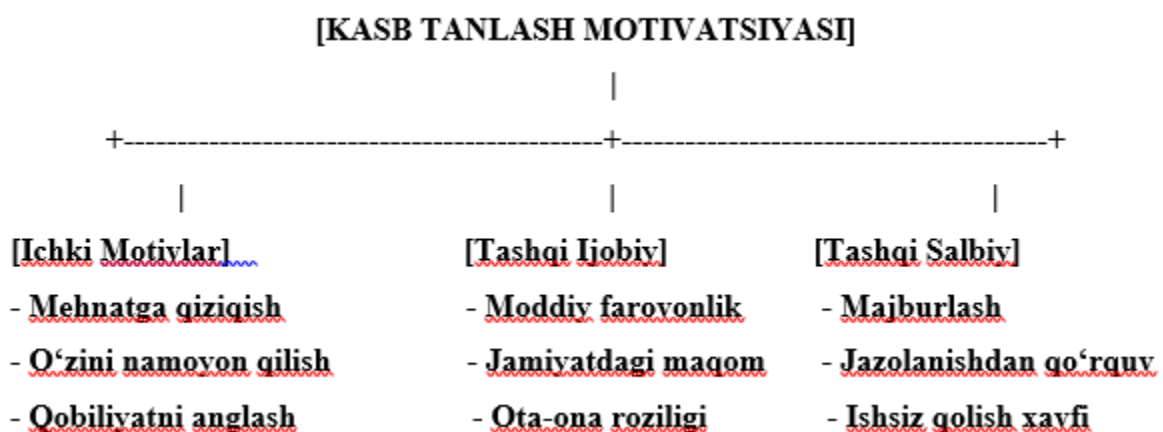 [KASB TANLASH MOTIVATSIYASI]
|
+---------------------------------------------+----------------------------------------+
| | |
[Ichki Motivlar] [Tashqi Ijobiy] [Tashqi Salbiy]
- Mehnatga qiziqish - Moddiy farovonlik - Majburlash
- O‘zini namoyon qilish - Jamiyatdagi maqom - Jazolanishdan qo‘rquv
- Qobiliyatni anglash - Ota-ona roziligi - Ishsiz qolish xavfi